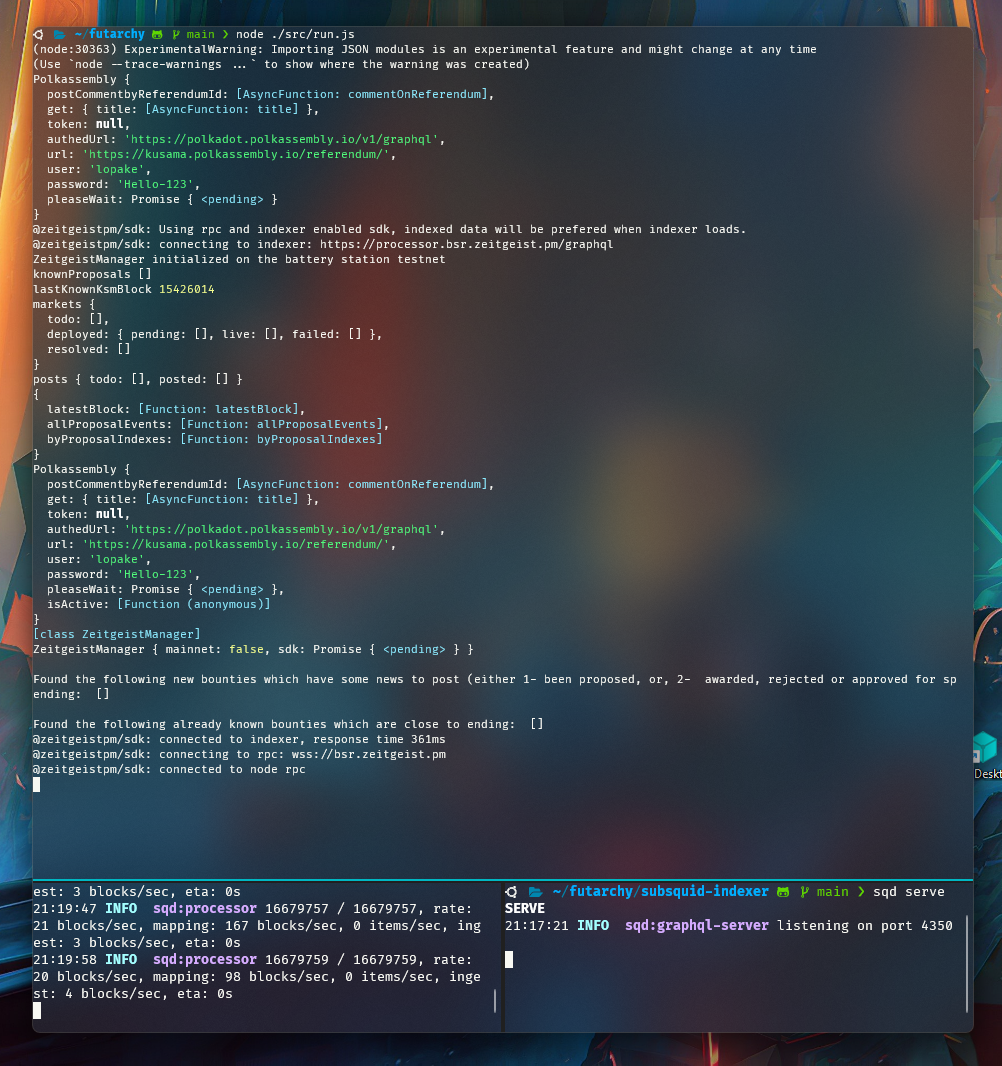 ~/futarchy main ❯ node ./src/run.js
(node:30363) ExperimentalWarning: Importing JSON modules is an experimental feature and might change at any time
(Use `node --trace-warnings ...` to show where the warning was created)
Polkassembly {
  postCommentbyReferendumId: [AsyncFunction: commentOnReferendum],
  get: { title: [AsyncFunction: title] },
  token: null,
  authedUrl: 'https://polkadot.polkassembly.io/v1/graphql',
  url: 'https://kusama.polkassembly.io/referendum/',
  user: 'lopake',
  password: 'Hello-123',
  pleaseWait: Promise { <pending> }
}
@zeitgeistpm/sdk: Using rpc and indexer enabled sdk, indexed data will be prefered when indexer loads.
@zeitgeistpm/sdk: connecting to indexer: https://processor.bsr.zeitgeist.pm/graphql
ZeitgeistManager initialized on the battery station testnet
knownProposals []
lastKnownKsmBlock 15426014
markets {
  todo: [],
  deployed: { pending: [], live: [], failed: [] },
  resolved: []
}
posts { todo: [], posted: [] }
{
  latestBlock: [Function: latestBlock],
  allProposalEvents: [Function: allProposalEvents],
  byProposalIndexes: [Function: byProposalIndexes]
}
Polkassembly {
  postCommentbyReferendumId: [AsyncFunction: commentOnReferendum],
  get: { title: [AsyncFunction: title] },
  token: null,
  authedUrl: 'https://polkadot.polkassembly.io/v1/graphql',
  url: 'https://kusama.polkassembly.io/referendum/',
  user: 'lopake',
  password: 'Hello-123',
  pleaseWait: Promise { <pending> },
  isActive: [Function (anonymous)]
}
[class ZeitgeistManager]
ZeitgeistManager { mainnet: false, sdk: Promise { <pending> } }

Found the following new bounties which have some news to post (either 1- been proposed, or, 2-  awarded, rejected or approved for sp
ending:  []

Found the following already known bounties which are close to ending:  []
@zeitgeistpm/sdk: connected to indexer, response time 361ms
@zeitgeistpm/sdk: connecting to rpc: wss://bsr.zeitgeist.pm
@zeitgeistpm/sdk: connected to node rpc
Deskt
est: 3 blocks/sec, eta: 0s
21:19:47 INFO  sqd:processor 16679757 / 16679757, rate:
21 blocks/sec, mapping: 167 blocks/sec, 0 items/sec, ing
est: 3 blocks/sec, eta: 0s
21:19:58 INFO  sqd:processor 16679759 / 16679759, rate:
20 blocks/sec, mapping: 98 blocks/sec, 0 items/sec, inge
st: 4 blocks/sec, eta: 0s
~/futarchy/subsquid-indexer main ❯ sqd serve
SERVE
21:17:21 INFO  sqd:graphql-server listening on port 4350